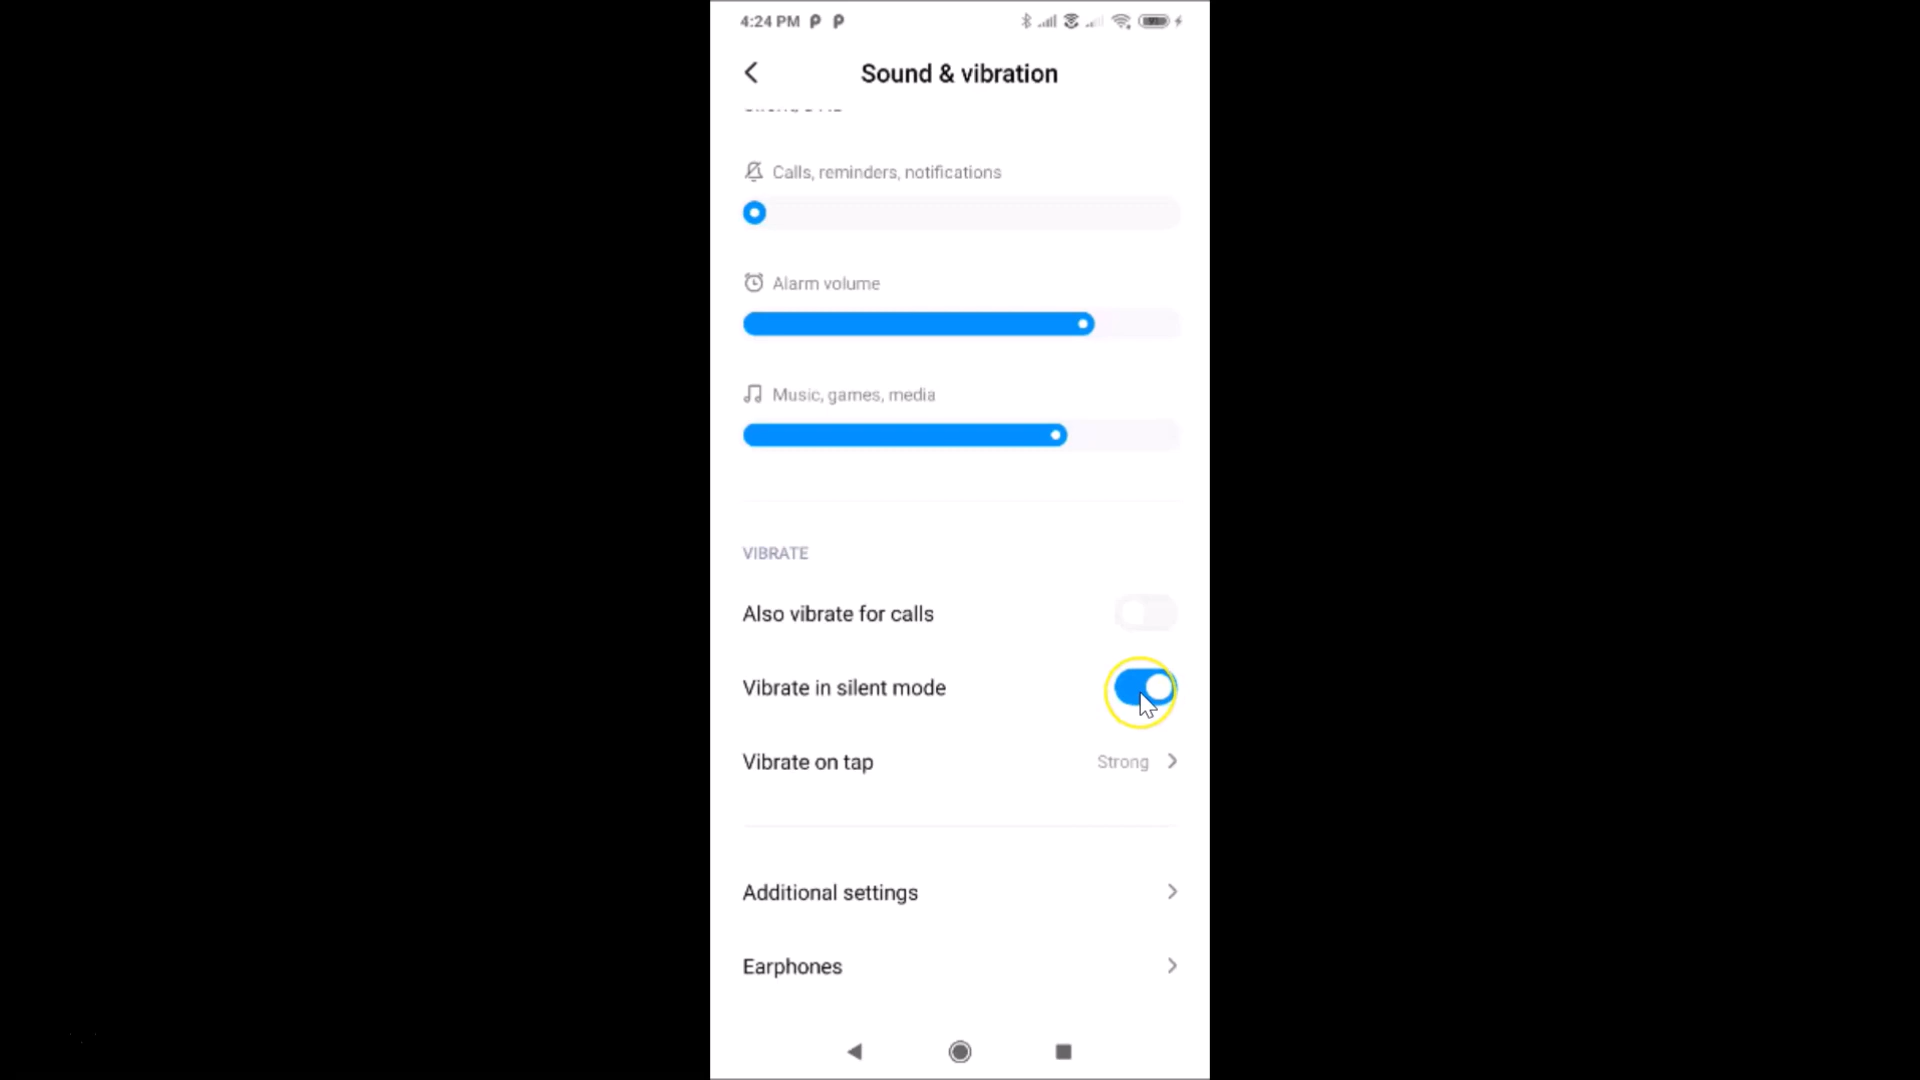 4:24 PM
Sound & vibration
Calls, reminders, notifications
Alarm volume
Music, games, media
VIBRATE
Also vibrate for calls
Vibrate in silent mode
Vibrate on tap Strong
Additional settings
Earphones